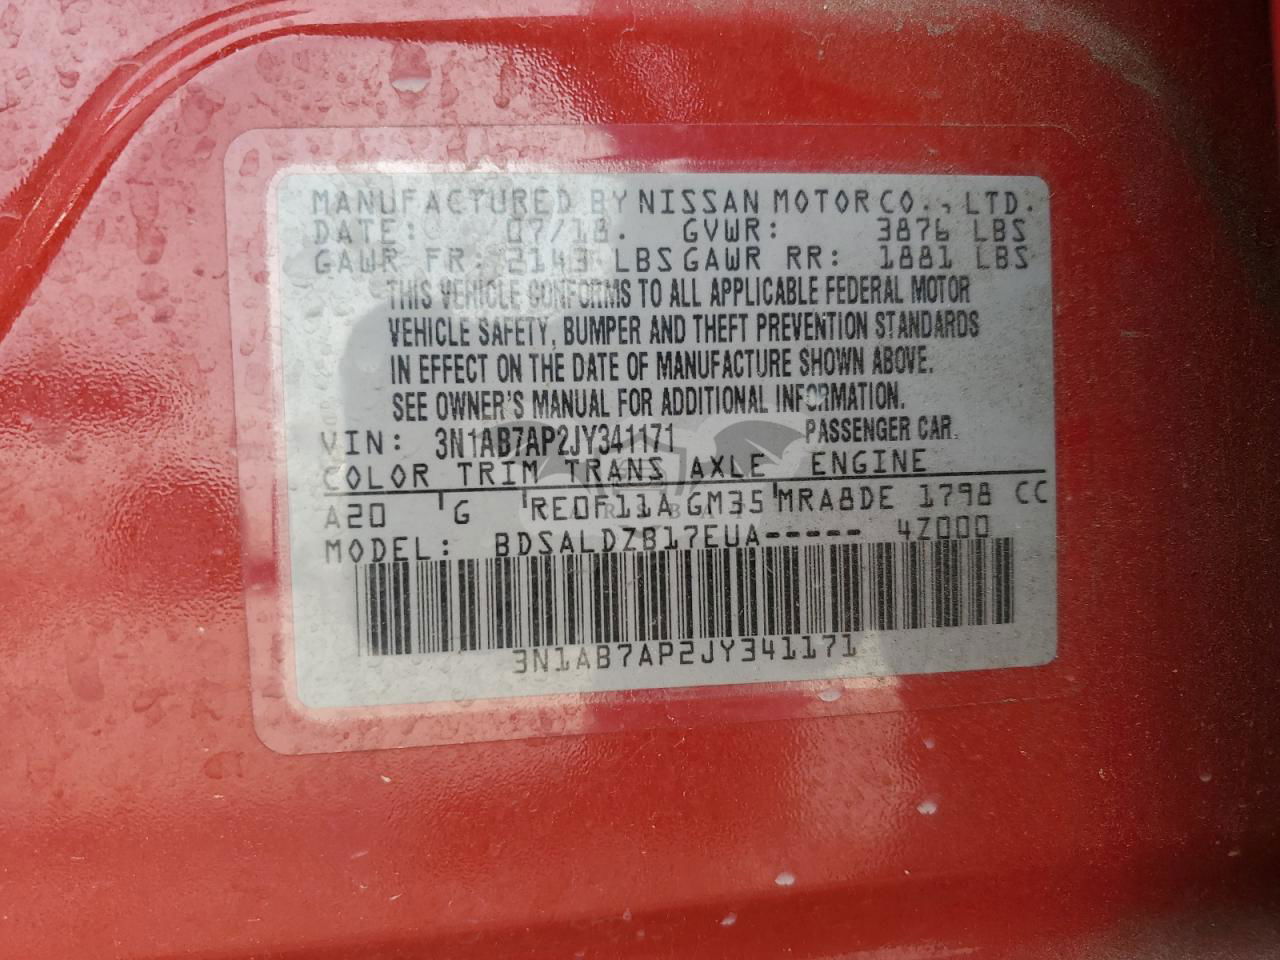 MANUFACTURED BY NISSAN MOTOR CO., LTD.
DATE: 07/18. GVWR: 3876 LBS
GAWR FR: 2143 LBS GAWR RR: 1881 LBS
THIS VEHICLE CONFORMS TO ALL APPLICABLE FEDERAL MOTOR
VEHICLE SAFETY, BUMPER AND THEFT PREVENTION STANDARDS
IN EFFECT ON THE DATE OF MANUFACTURE SHOWN ABOVE.
SEE OWNER'S MANUAL FOR ADDITIONAL INFORMATION.
VIN: 3N1AB7AP2JY341171 PASSENGER CAR.
COLOR TRIM TRANS AXLE ENGINE
A20 G RE0F11A GM35 MRA8DE 1798 CC
MODEL: BDSALDZB17EUA----- 4Z000
3N1AB7AP2JY341171